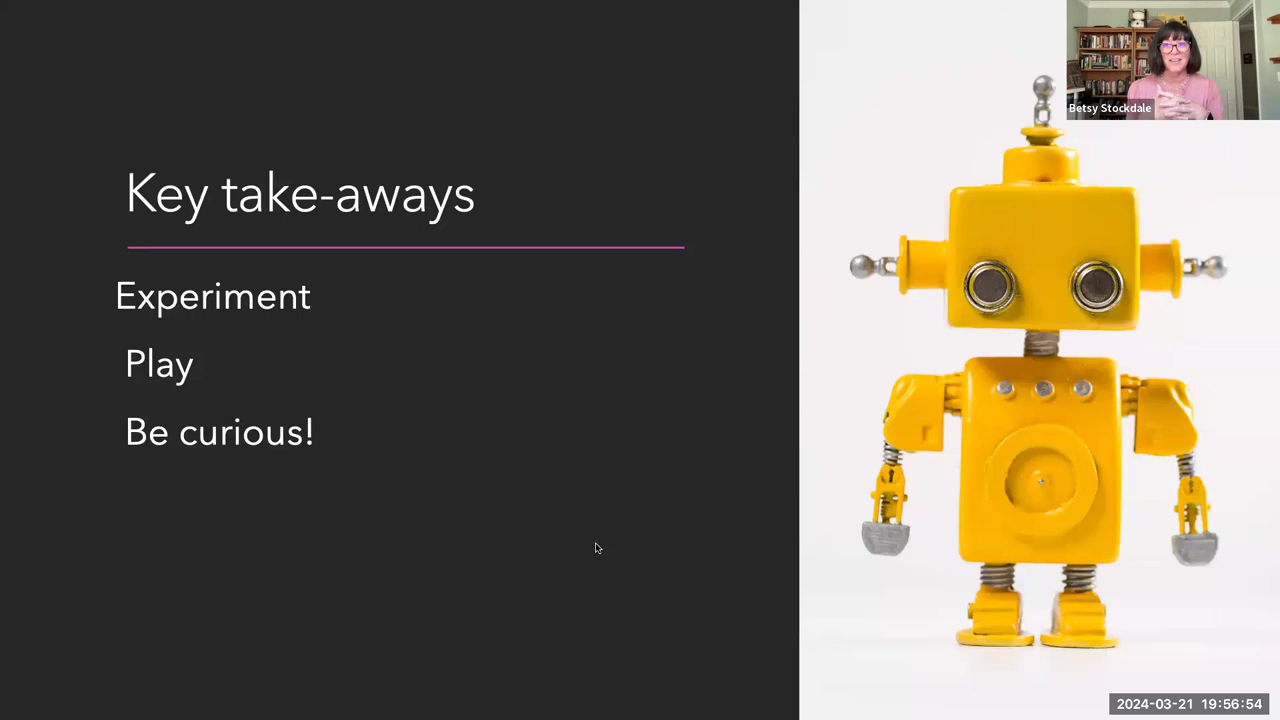 Betsy Stockdale
Key take-aways
Experiment
Play
Be curious!
2024-03-21 19:56:54